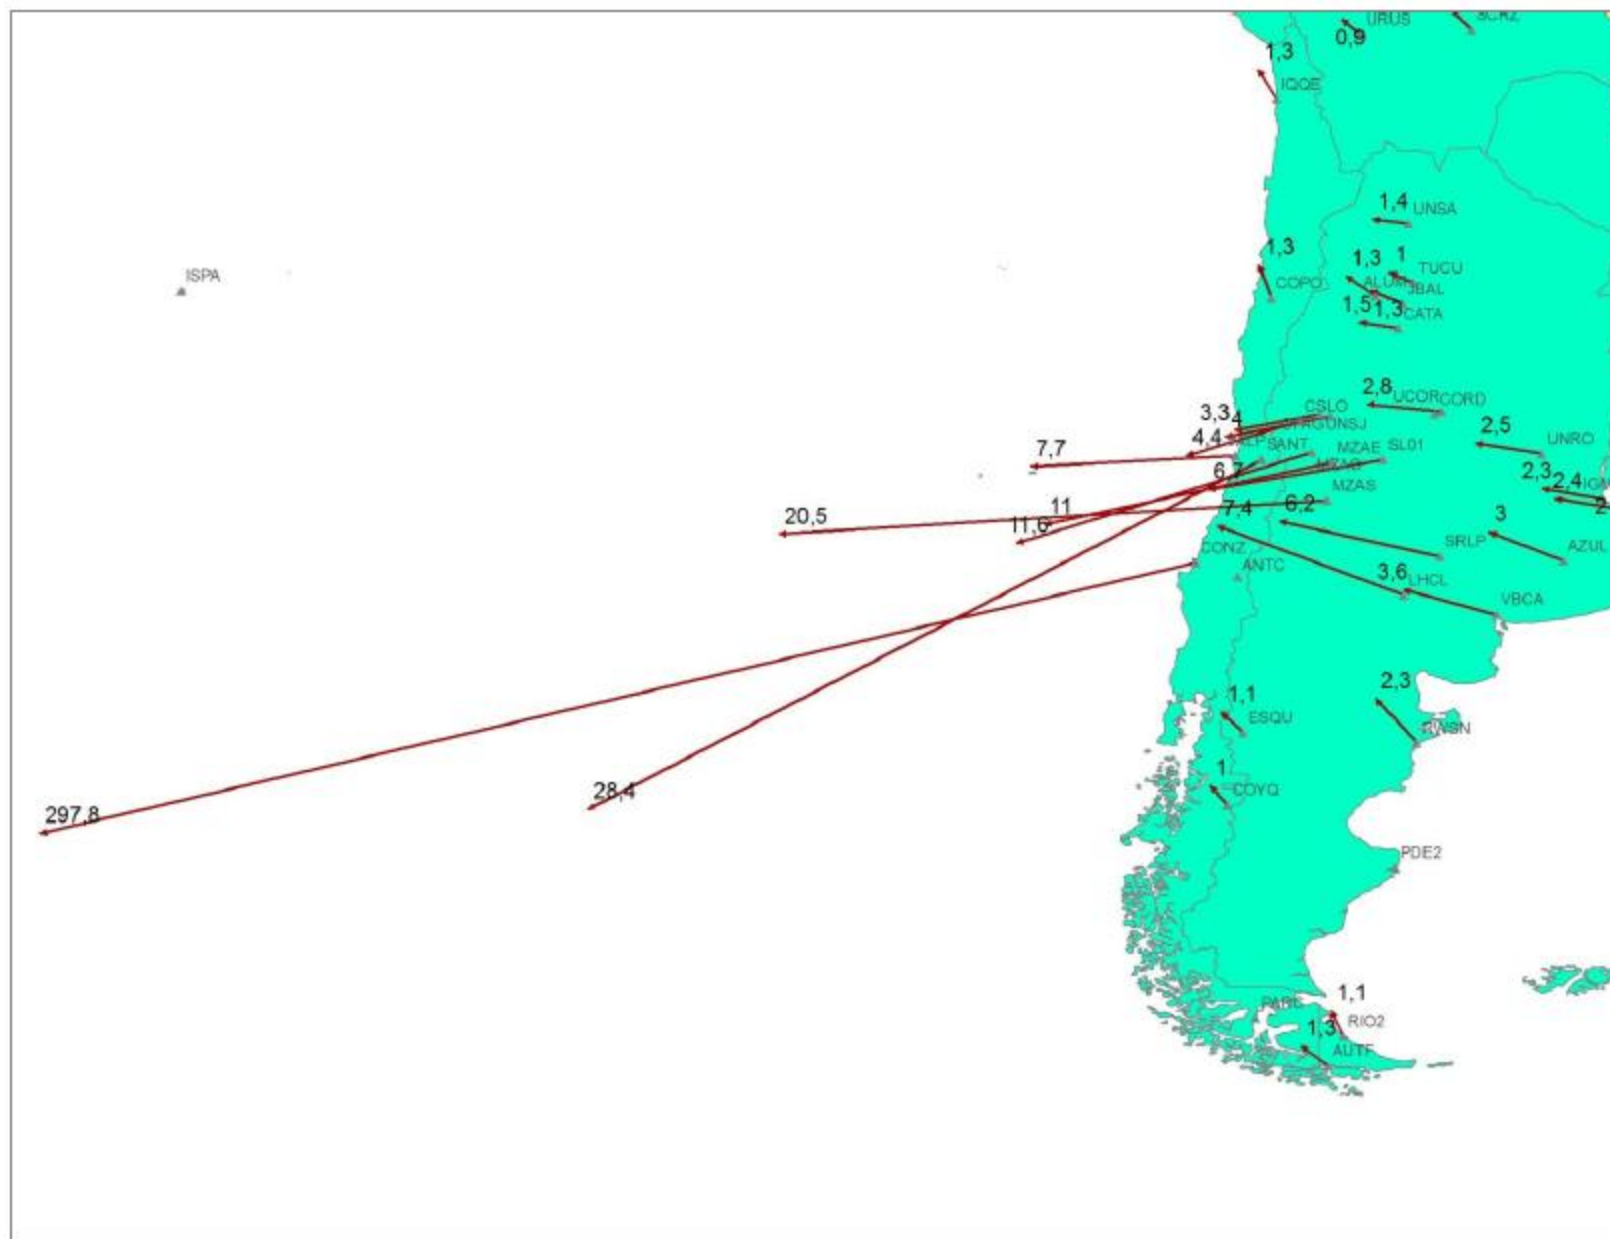 URUS
SCRZ
0,9
1,3
IQQE
1,4
UNSA
1,3
COPO
1,3
1
TUCU
ALUM
JBAL
1,5
1,3
CATA
2,8
UCOR
CORD
3,3
4
CSLO
UNSJ
2,5
UNRO
4,4
SANT
MZAE
SL01
7,7
6,7
MZAS
2,3
2,4
20,5
11
11,6
7,4
6,2
3
2
CONZ
ANTC
SRLP
AZUL
3,6
LHCL
VBCA
ISPA
1,1
ESQU
2,3
RWSN
1
COYQ
297,8
28,4
PDE2
PARC
1,1
RIO2
1,3
AUTF